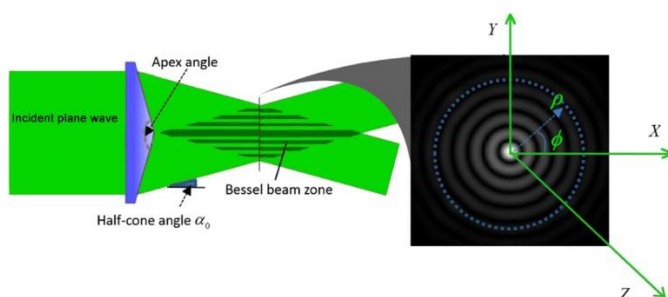 Apex angle
Incident plane wave
Bessel beam zone
Half-cone angle α₀
Y
ρ
ϕ
X
Z